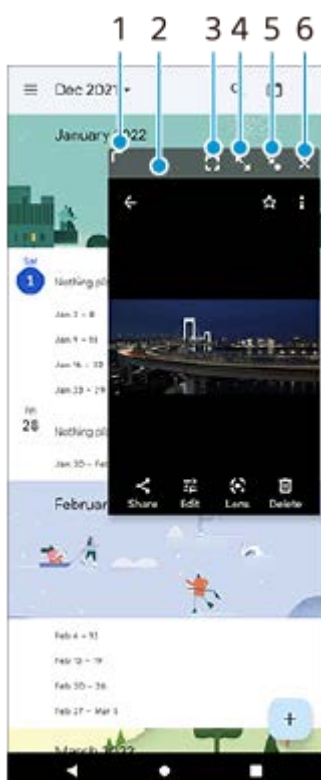 1 2 3 4 5 6
Dec 2021
January 2022
Sat
1
Nothing pl
Jan 2 – 8
Jan 9 – 15
Jan 16 – 22
Jan 23 – 29
Fri
28
Nothing pl
Jan 30 – Feb
Share Edit Lens Delete
Februar
Feb 6 – 12
Feb 13 – 19
Feb 20 – 26
Feb 27 – Mar 5
March 2022